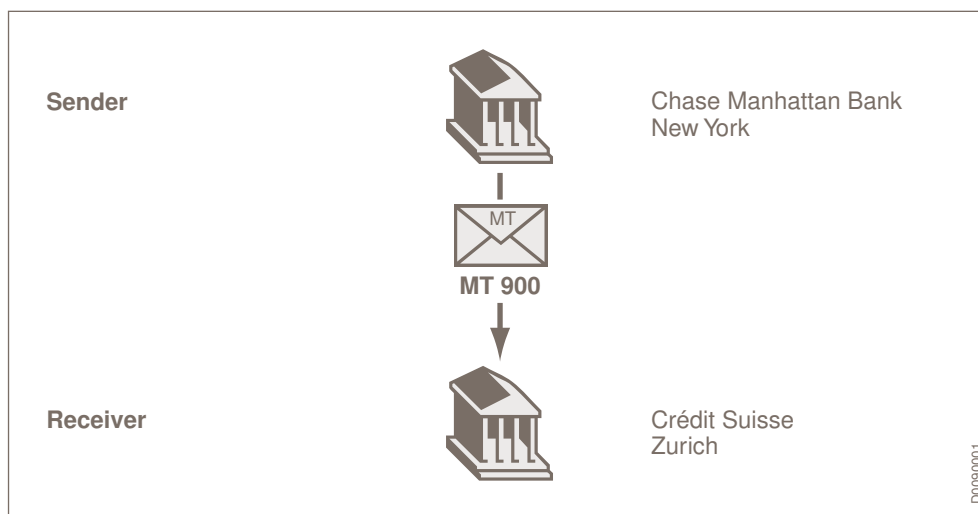 Sender
Chase Manhattan Bank
New York
MT
MT 900
Receiver
Crédit Suisse
Zurich
D0090001